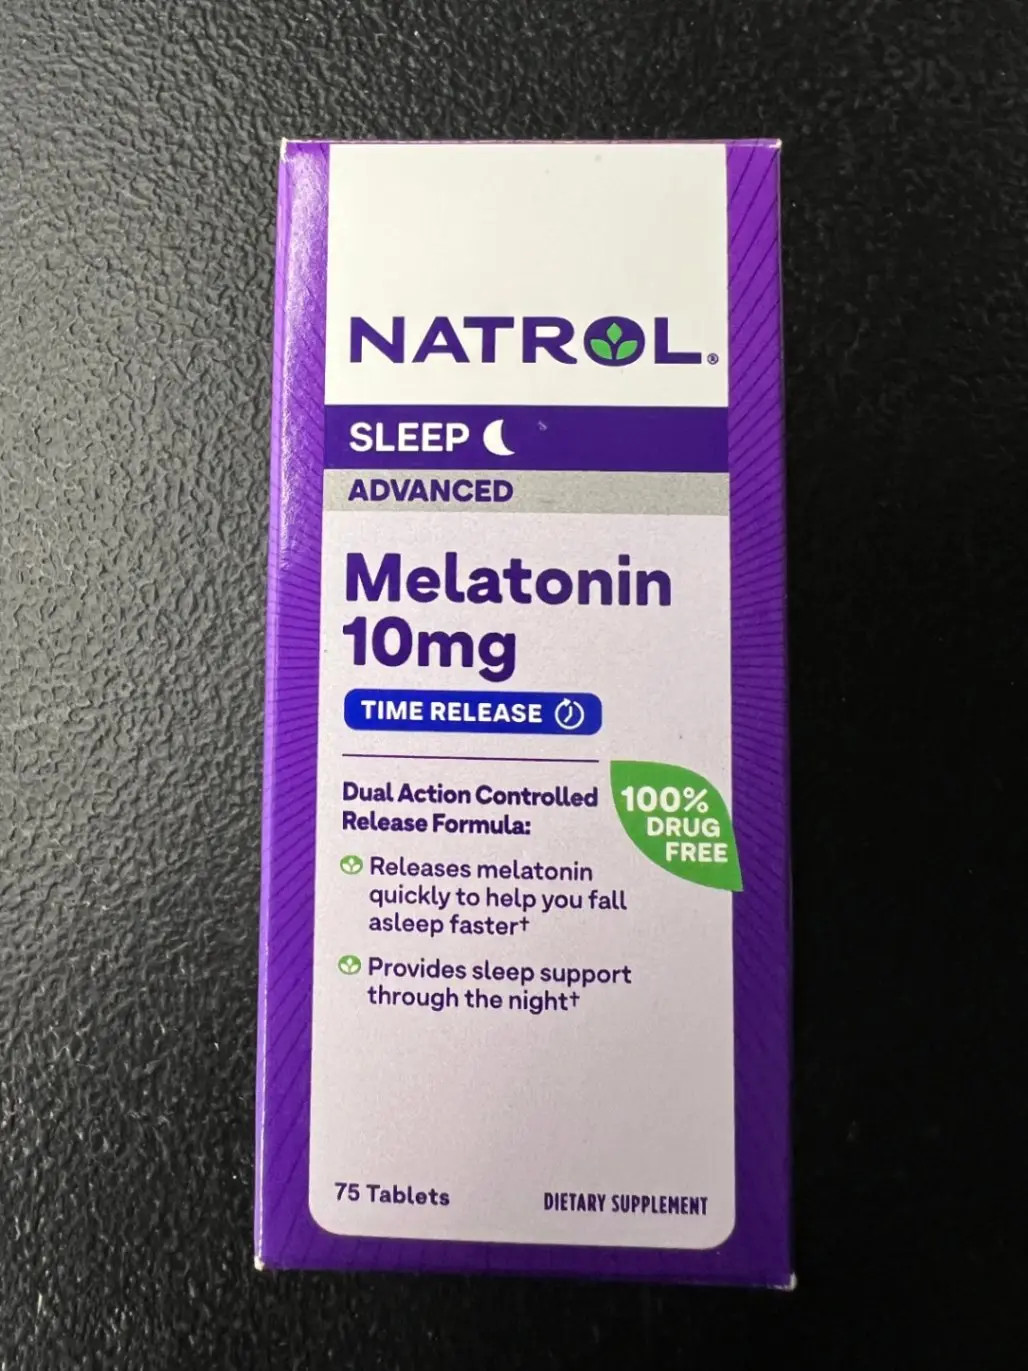 NATROL®
SLEEP
ADVANCED
Melatonin
10mg
TIME RELEASE
Dual Action Controlled
Release Formula:
Releases melatonin
quickly to help you fall
asleep faster†
Provides sleep support
through the night†
100%
DRUG
FREE
75 Tablets
DIETARY SUPPLEMENT